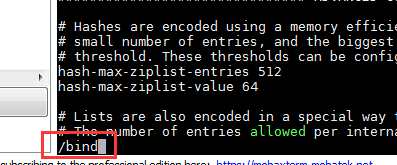 # Hashes are encoded using a memory efficie
# small number of entries, and the biggest
# threshold. These thresholds can be config
hash-max-ziplist-entries 512
hash-max-ziplist-value 64
# Lists are also encoded in a special way t
# The number of entries allowed per interna
/bind
subscribing to the professional edition here: https://mobaxterm.mobatek.net